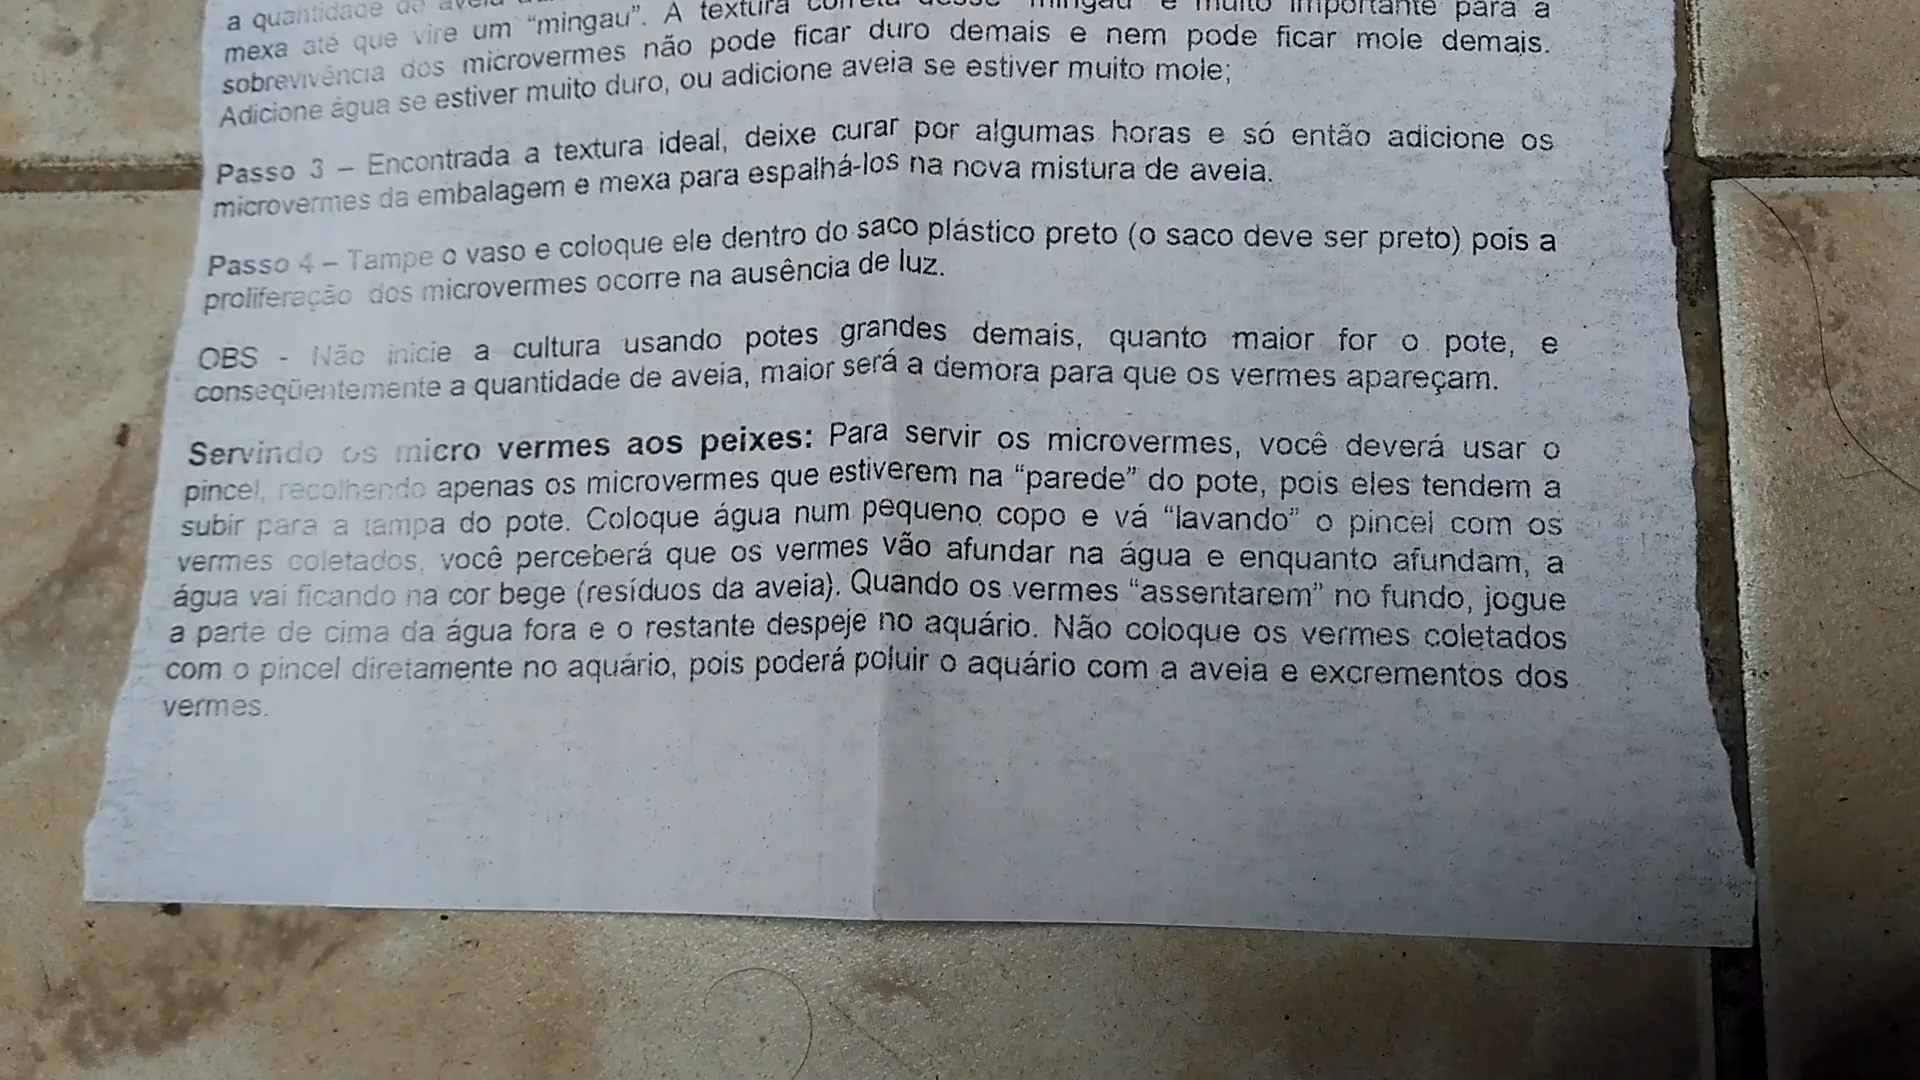 a quantidade de aveia
mexa até que vire um “mingau”. A textura correta desse “mingau” é muito importante para a
sobrevivência dos microvermes não pode ficar duro demais e nem pode ficar mole demais.
Adicione água se estiver muito duro, ou adicione aveia se estiver muito mole;
Passo 3 – Encontrada a textura ideal, deixe curar por algumas horas e só então adicione os
microvermes da embalagem e mexa para espalhá-los na nova mistura de aveia.
Passo 4 – Tampe o vaso e coloque ele dentro do saco plástico preto (o saco deve ser preto) pois a
proliferação dos microvermes ocorre na ausência de luz.
OBS - Não inicie a cultura usando potes grandes demais, quanto maior for o pote, e
conseqüentemente a quantidade de aveia, maior será a demora para que os vermes apareçam.
Servindo os micro vermes aos peixes: Para servir os microvermes, você deverá usar o
pincel, recolhendo apenas os microvermes que estiverem na “parede” do pote, pois eles tendem a
subir para a tampa do pote. Coloque água num pequeno copo e vá “lavando” o pincel com os
vermes coletados, você perceberá que os vermes vão afundar na água e enquanto afundam, a
água vai ficando na cor bege (resíduos da aveia). Quando os vermes “assentarem” no fundo, jogue
a parte de cima da água fora e o restante despeje no aquário. Não coloque os vermes coletados
com o pincel diretamente no aquário, pois poderá poluir o aquário com a aveia e excrementos dos
vermes.